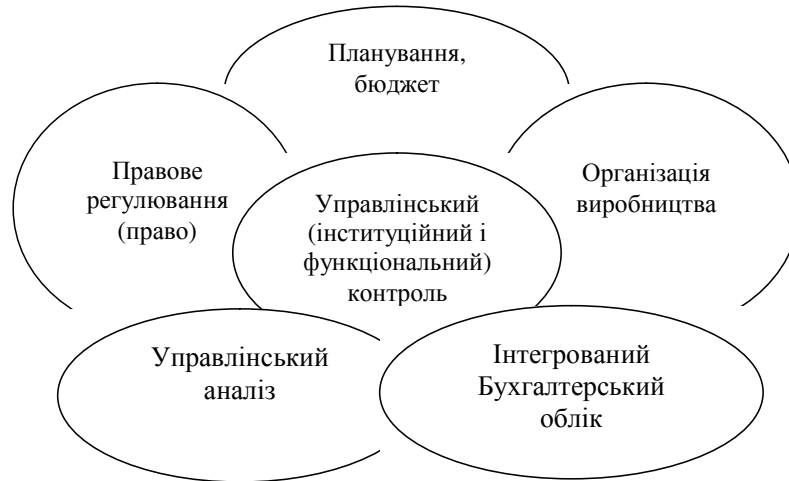 Планування,
бюджет
Правове
регулювання
(право)
Організація
виробництва
Управлінський
(інституційний і
функціональний)
контроль
Управлінський
аналіз
Інтегрований
Бухгалтерський
облік